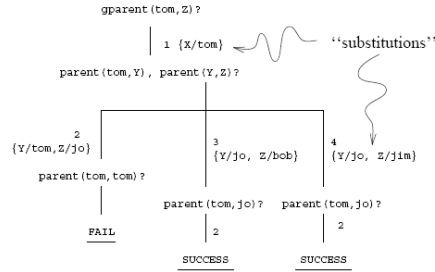 gparent(tom,Z)?
1 {X/tom}
“substitutions”
parent(tom,Y), parent(Y,Z)?
2
{Y/tom,Z/jo}
3
{Y/jo, Z/bob}
4
{Y/jo, Z/jim}
parent(tom,tom)?
parent(tom,jo)? parent(tom,jo)?
FAIL
2 2
SUCCESS SUCCESS